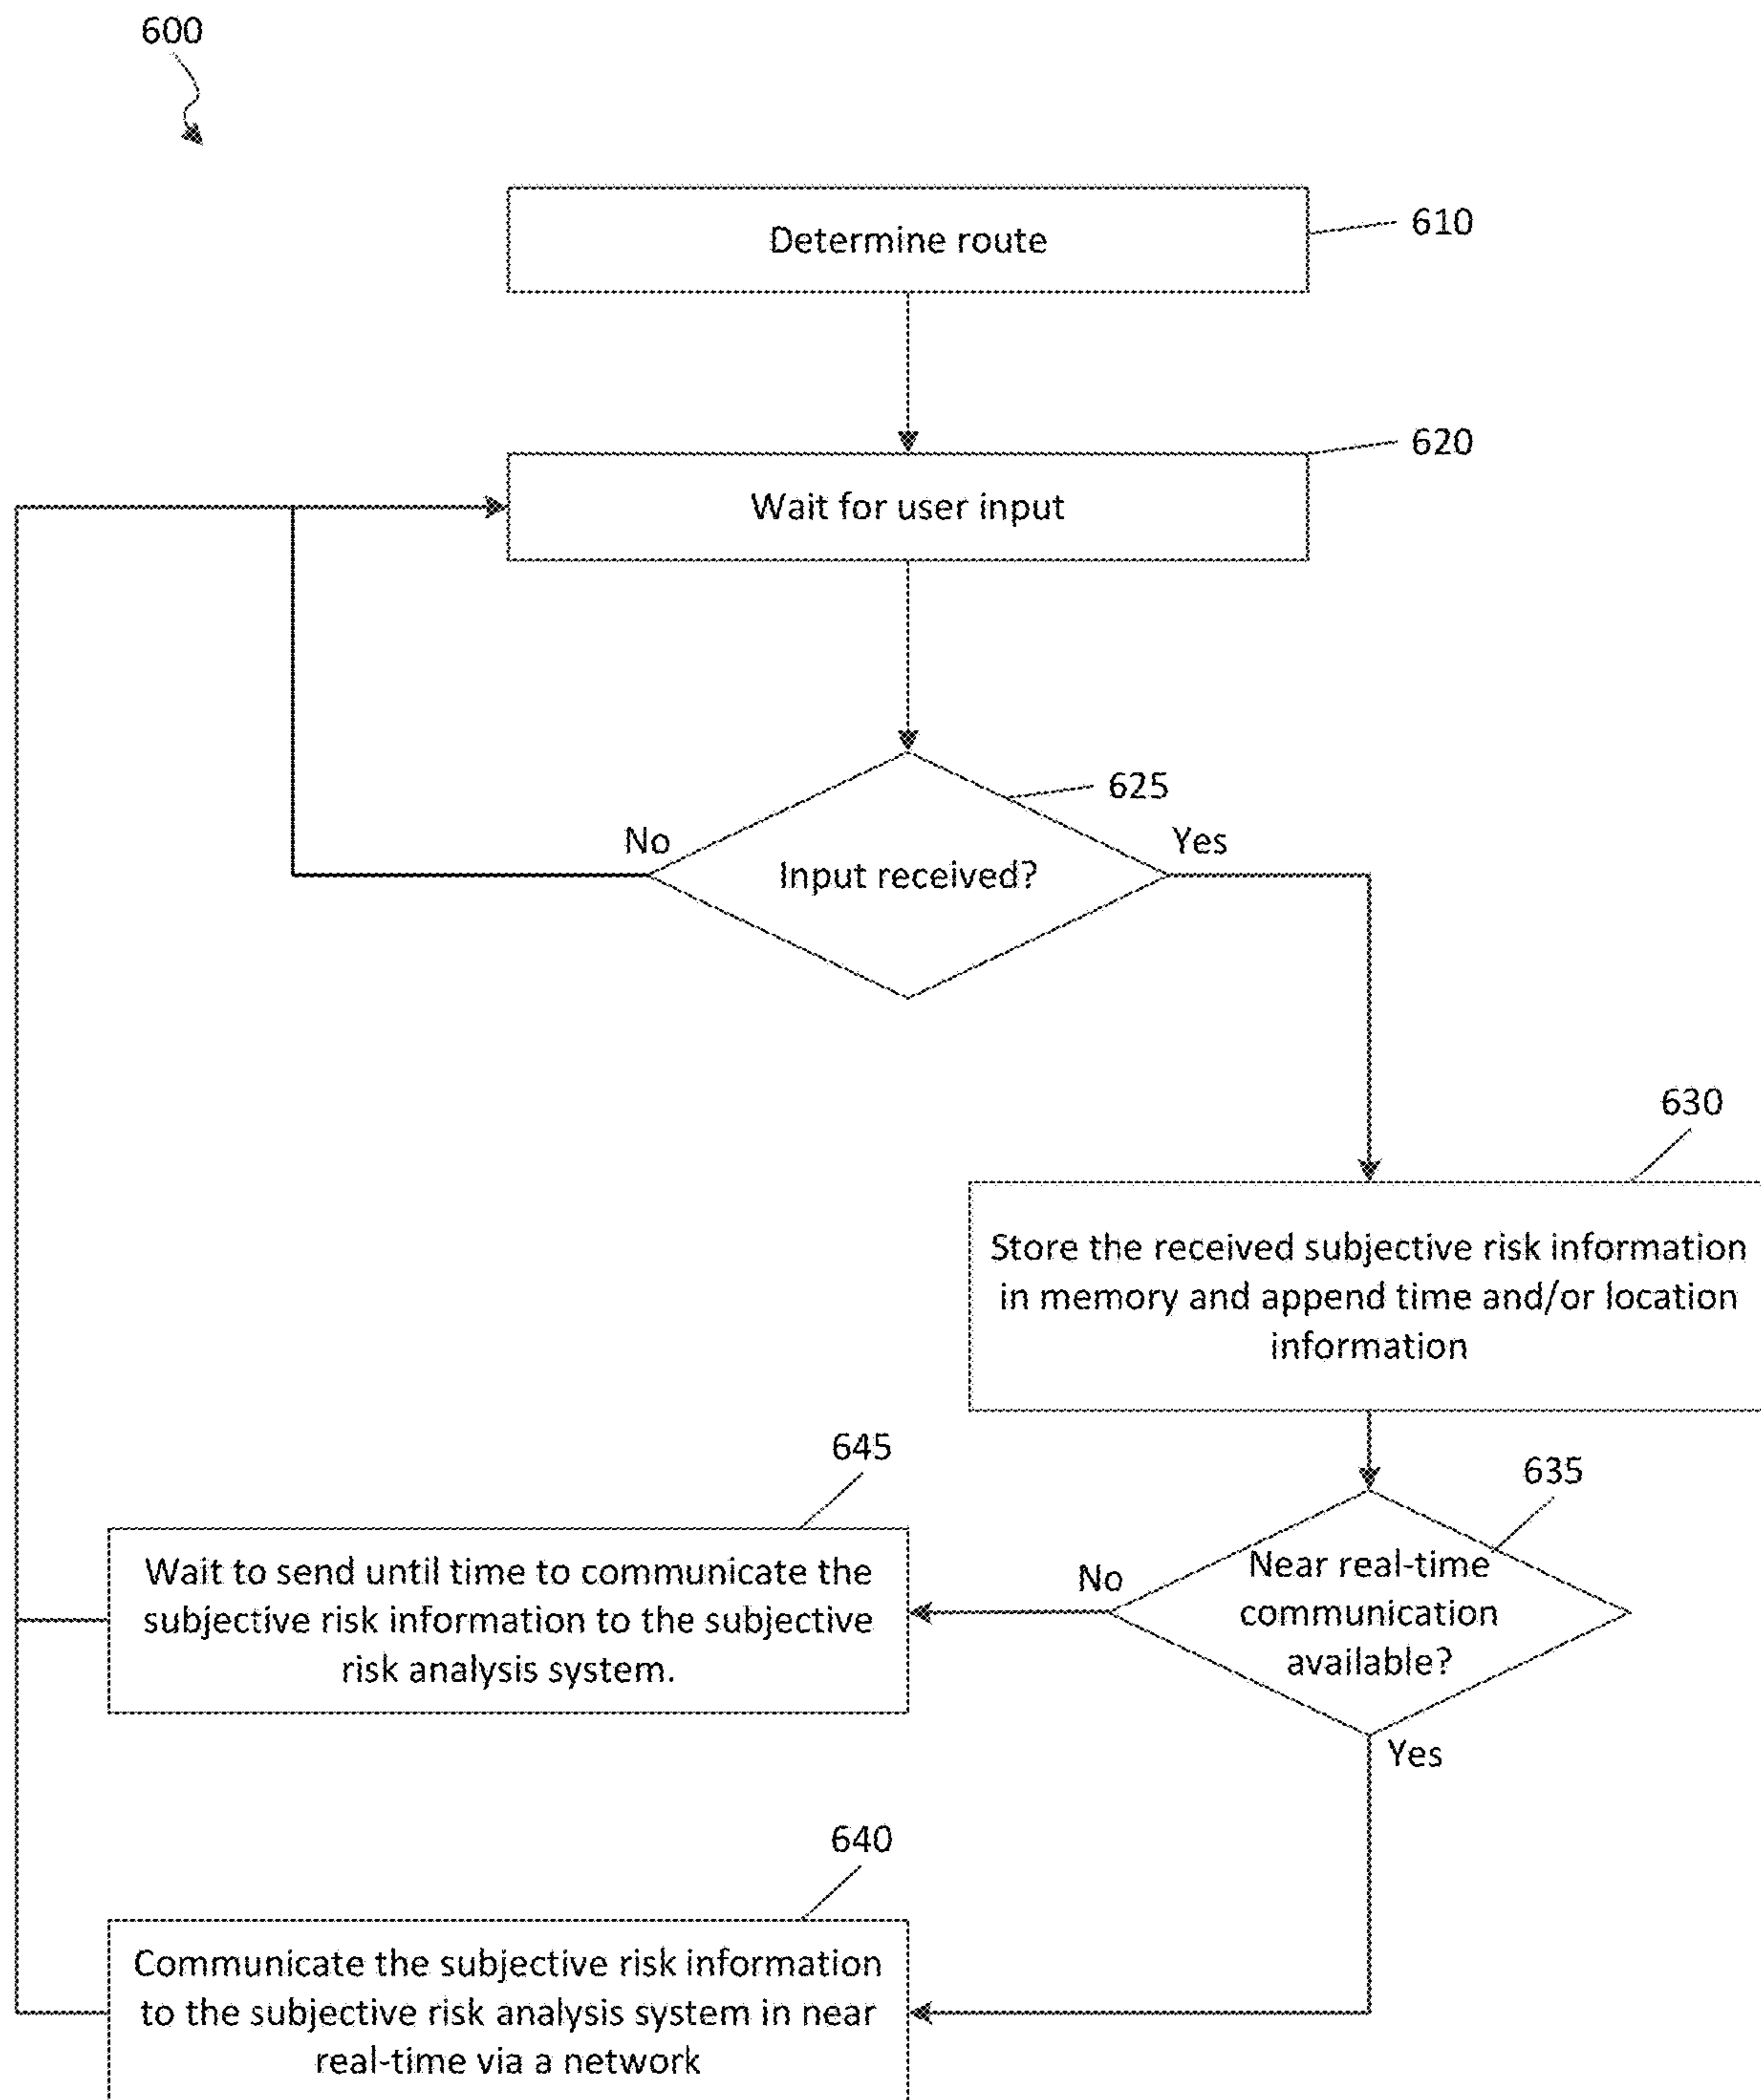 600
Determine route
610
Wait for user input
620
625
No
Yes
Input received?
630
Store the received subjective risk information
in memory and append time and/or location
information
645
635
Wait to send until time to communicate the
subjective risk information to the subjective
risk analysis system.
No
Near real-time
communication
available?
Yes
640
Communicate the subjective risk information
to the subjective risk analysis system in near
real-time via a network